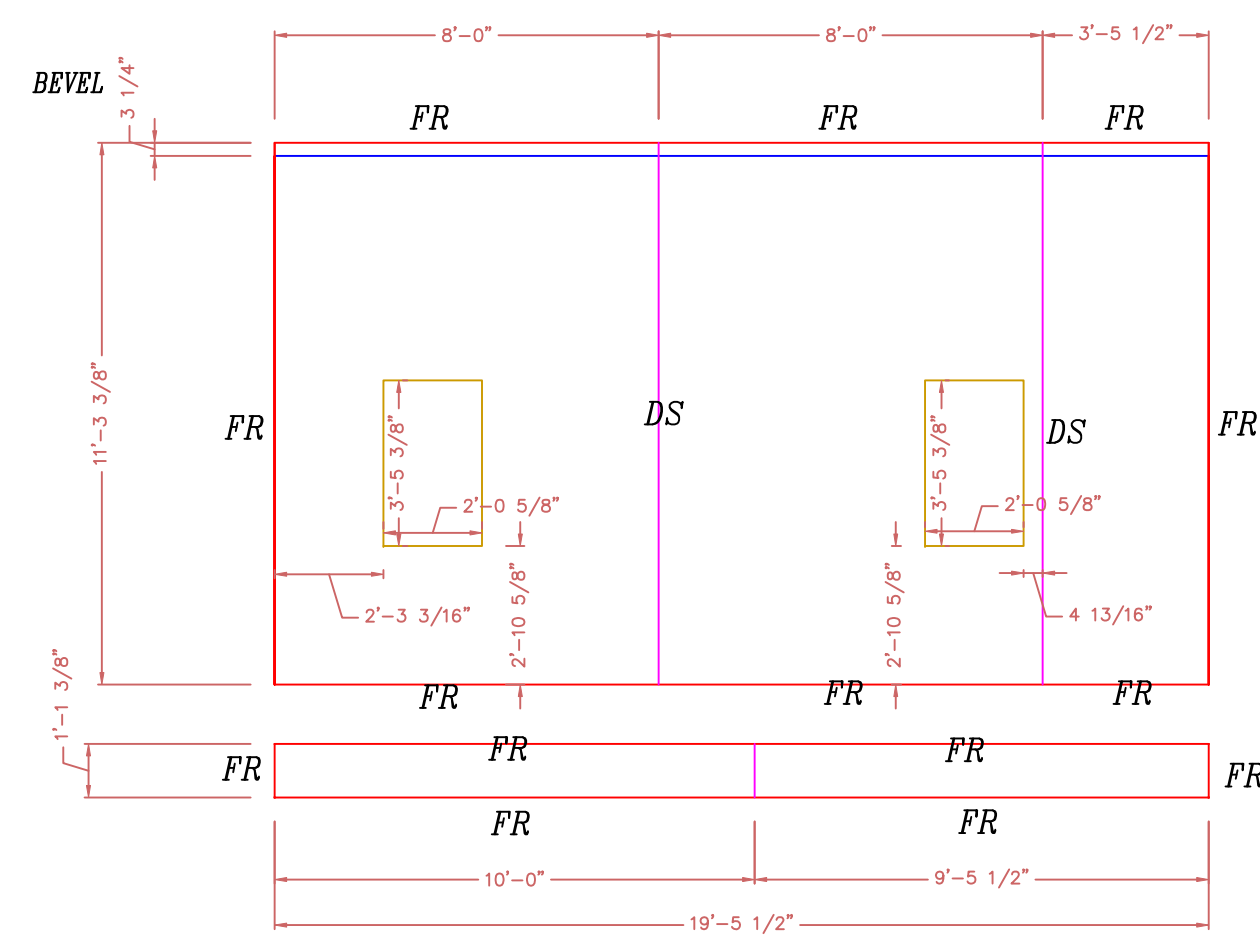 8'-0" 8'-0" 3'-5 1/2"
BEVEL 3 1/4"
FR FR FR
11'-3 3/8"
FR DS DS FR
3'-5 3/8" 3'-5 3/8"
2'-0 5/8" 2'-0 5/8"
2'-3 3/16" 2'-10 5/8" 2'-10 5/8" 4 13/16"
FR FR FR
1'-1 3/8"
FR FR FR FR
FR FR
10'-0" 9'-5 1/2"
19'-5 1/2"